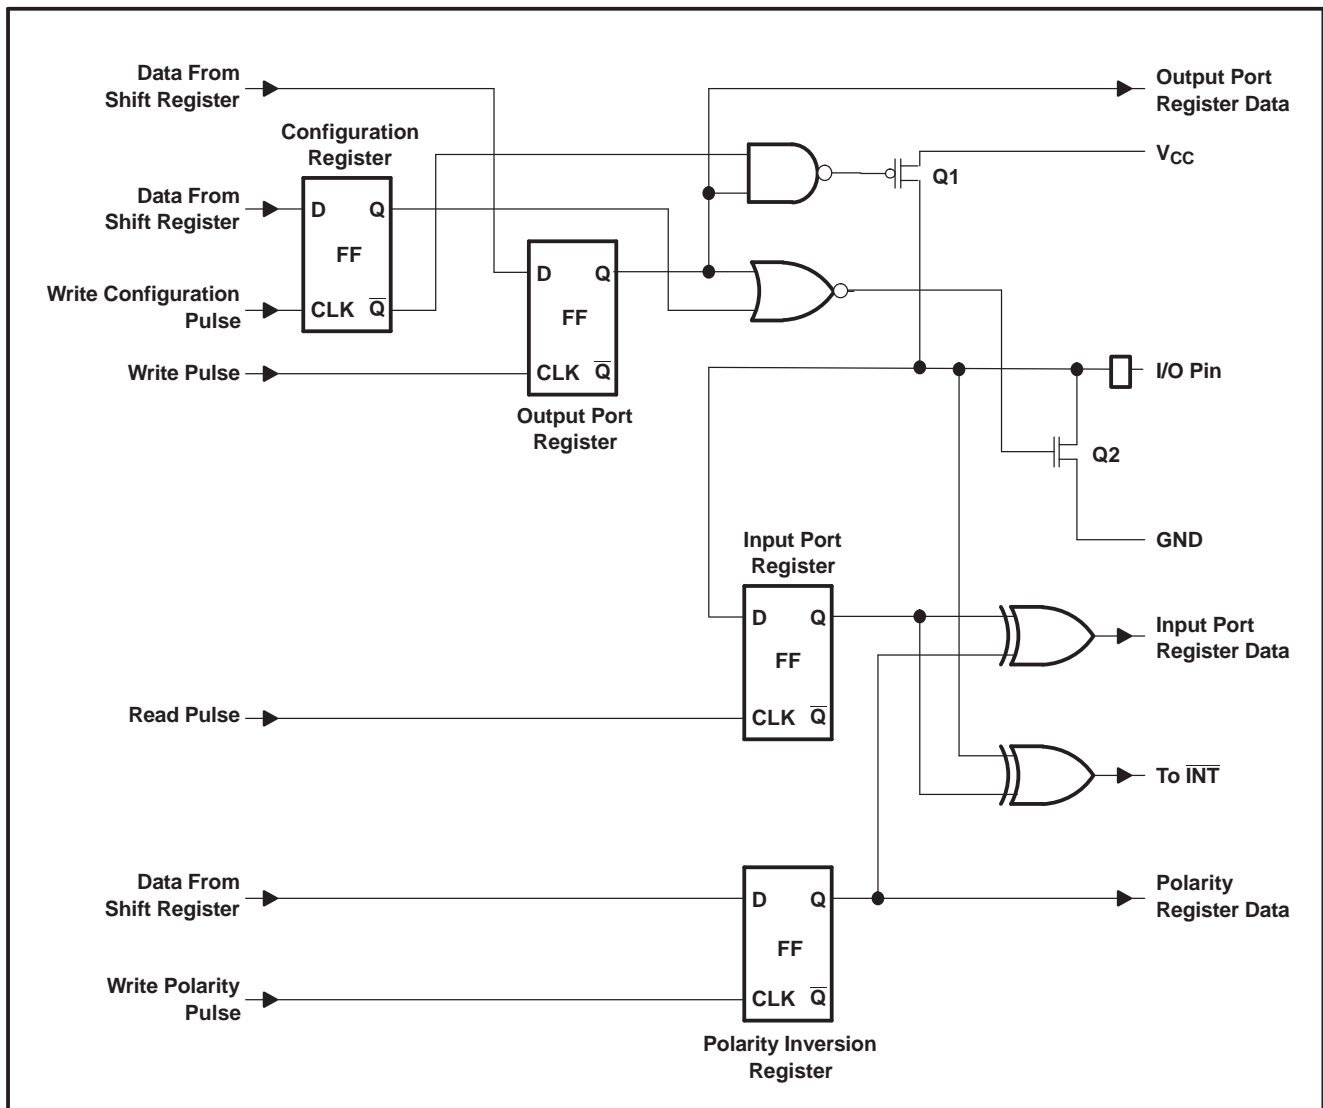 Data From
Shift Register
Output Port
Register Data
Configuration
Register
V<sub>CC</sub>
Q1
Data From
Shift Register
D
Q
FF
CLK
Q̅
Write Configuration
Pulse
D
Q
FF
CLK
Q̅
Write Pulse
I/O Pin
Output Port
Register
Q2
GND
Input Port
Register
D
Q
FF
CLK
Q̅
Input Port
Register Data
Read Pulse
To I̅N̅T̅
Data From
Shift Register
D
Q
FF
CLK
Q̅
Polarity
Register Data
Write Polarity
Pulse
Polarity Inversion
Register